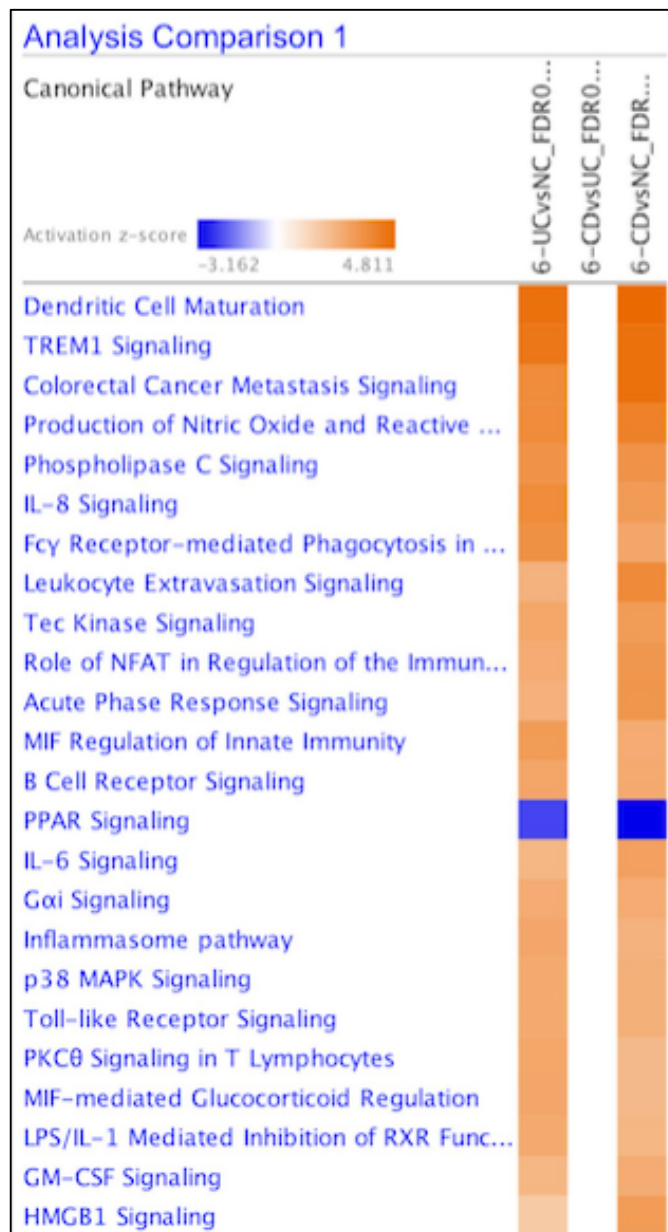 Analysis Comparison 1
Canonical Pathway
6-UCvsNC_FDR0...
6-CDvsUC_FDR0...
6-CDvsNC_FDR...
Activation z-score
-3.162 4.811
Dendritic Cell Maturation
TREM1 Signaling
Colorectal Cancer Metastasis Signaling
Production of Nitric Oxide and Reactive ...
Phospholipase C Signaling
IL-8 Signaling
Fcγ Receptor-mediated Phagocytosis in ...
Leukocyte Extravasation Signaling
Tec Kinase Signaling
Role of NFAT in Regulation of the Immun...
Acute Phase Response Signaling
MIF Regulation of Innate Immunity
B Cell Receptor Signaling
PPAR Signaling
IL-6 Signaling
Gαi Signaling
Inflammasome pathway
p38 MAPK Signaling
Toll-like Receptor Signaling
PKCθ Signaling in T Lymphocytes
MIF-mediated Glucocorticoid Regulation
LPS/IL-1 Mediated Inhibition of RXR Func...
GM-CSF Signaling
HMGB1 Signaling